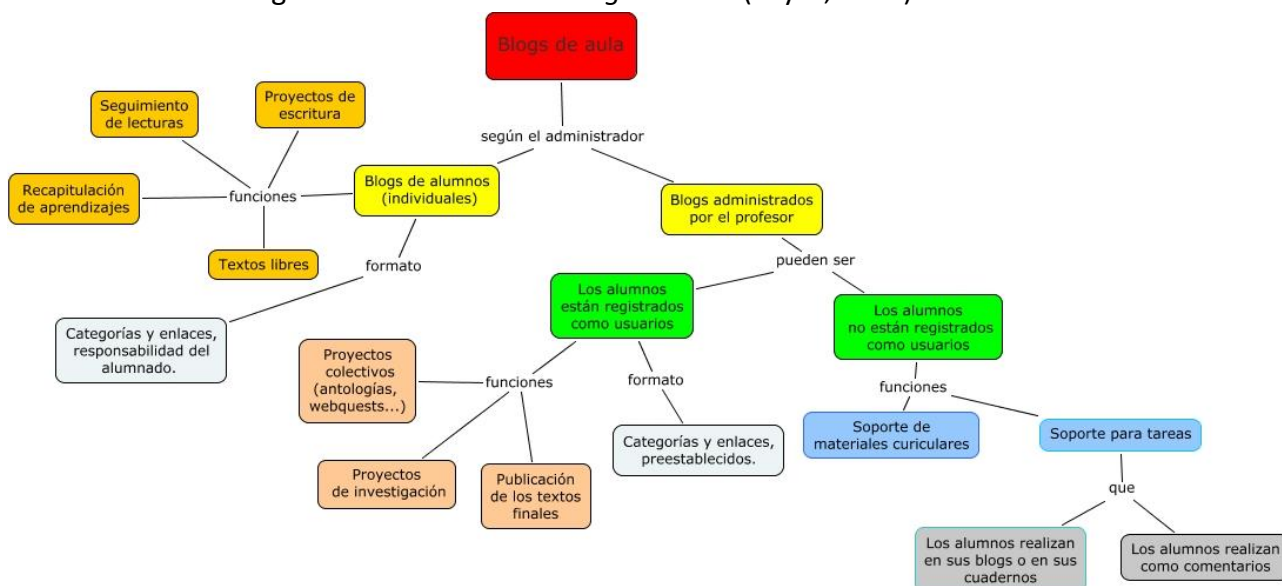 Blogs de aula
según el administrador
Proyectos de
escritura
Seguimiento
de lecturas
Recapitulación
de aprendizajes
funciones
Textos libres
Blogs de alumnos
(individuales)
formato
Categorías y enlaces,
responsabilidad del
alumnado.
Blogs administrados
por el profesor
pueden ser
Los alumnos
están registrados
como usuarios
Los alumnos
no están registrados
como usuarios
Proyectos
colectivos
(antologías,
webquests...)
funciones
formato
Proyectos
de investigación
Publicación
de los textos
finales
Categorías y enlaces,
preestablecidos.
funciones
Soporte de
materiales curiculares
Soporte para tareas
que
Los alumnos realizan
en sus blogs o en sus
cuadernos
Los alumnos realizan
como comentarios